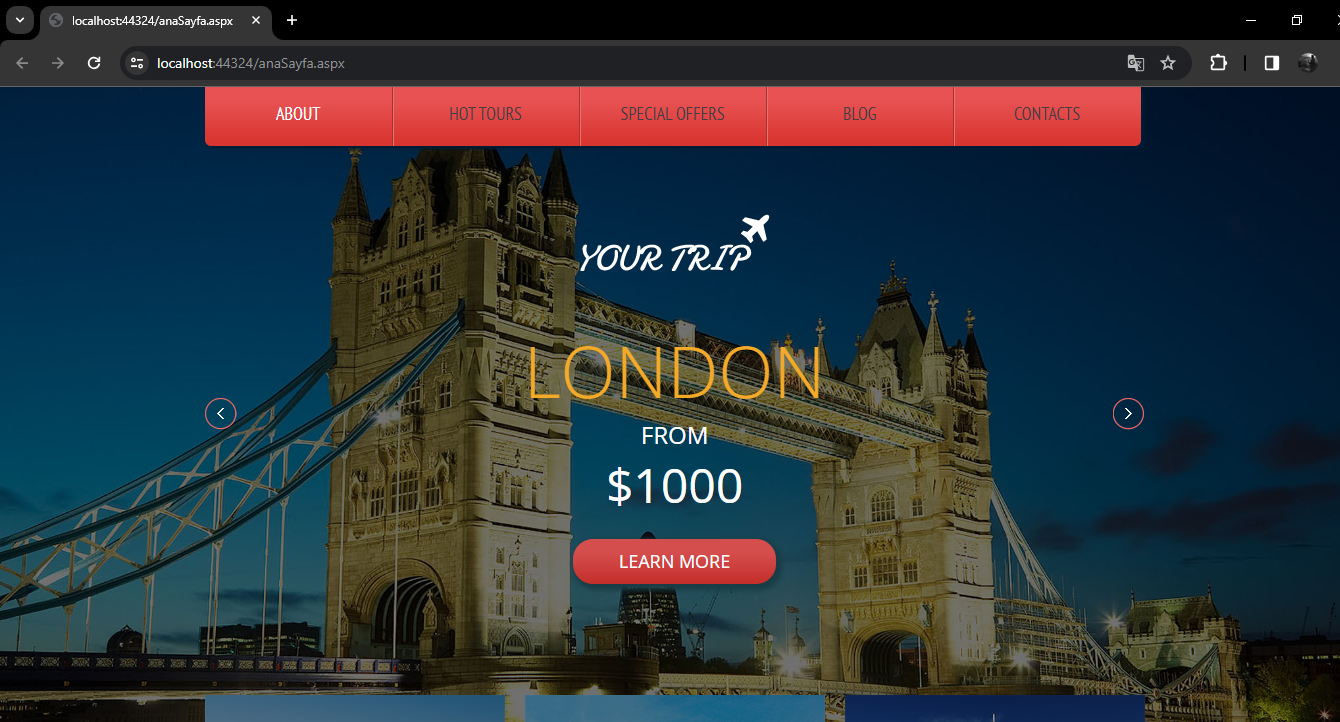 localhost:44324/anaSayfa.aspx
localhost:44324/anaSayfa.aspx
ABOUT
HOT TOURS
SPECIAL OFFERS
BLOG
CONTACTS
YOUR TRIP
LONDON
FROM
$1000
LEARN MORE